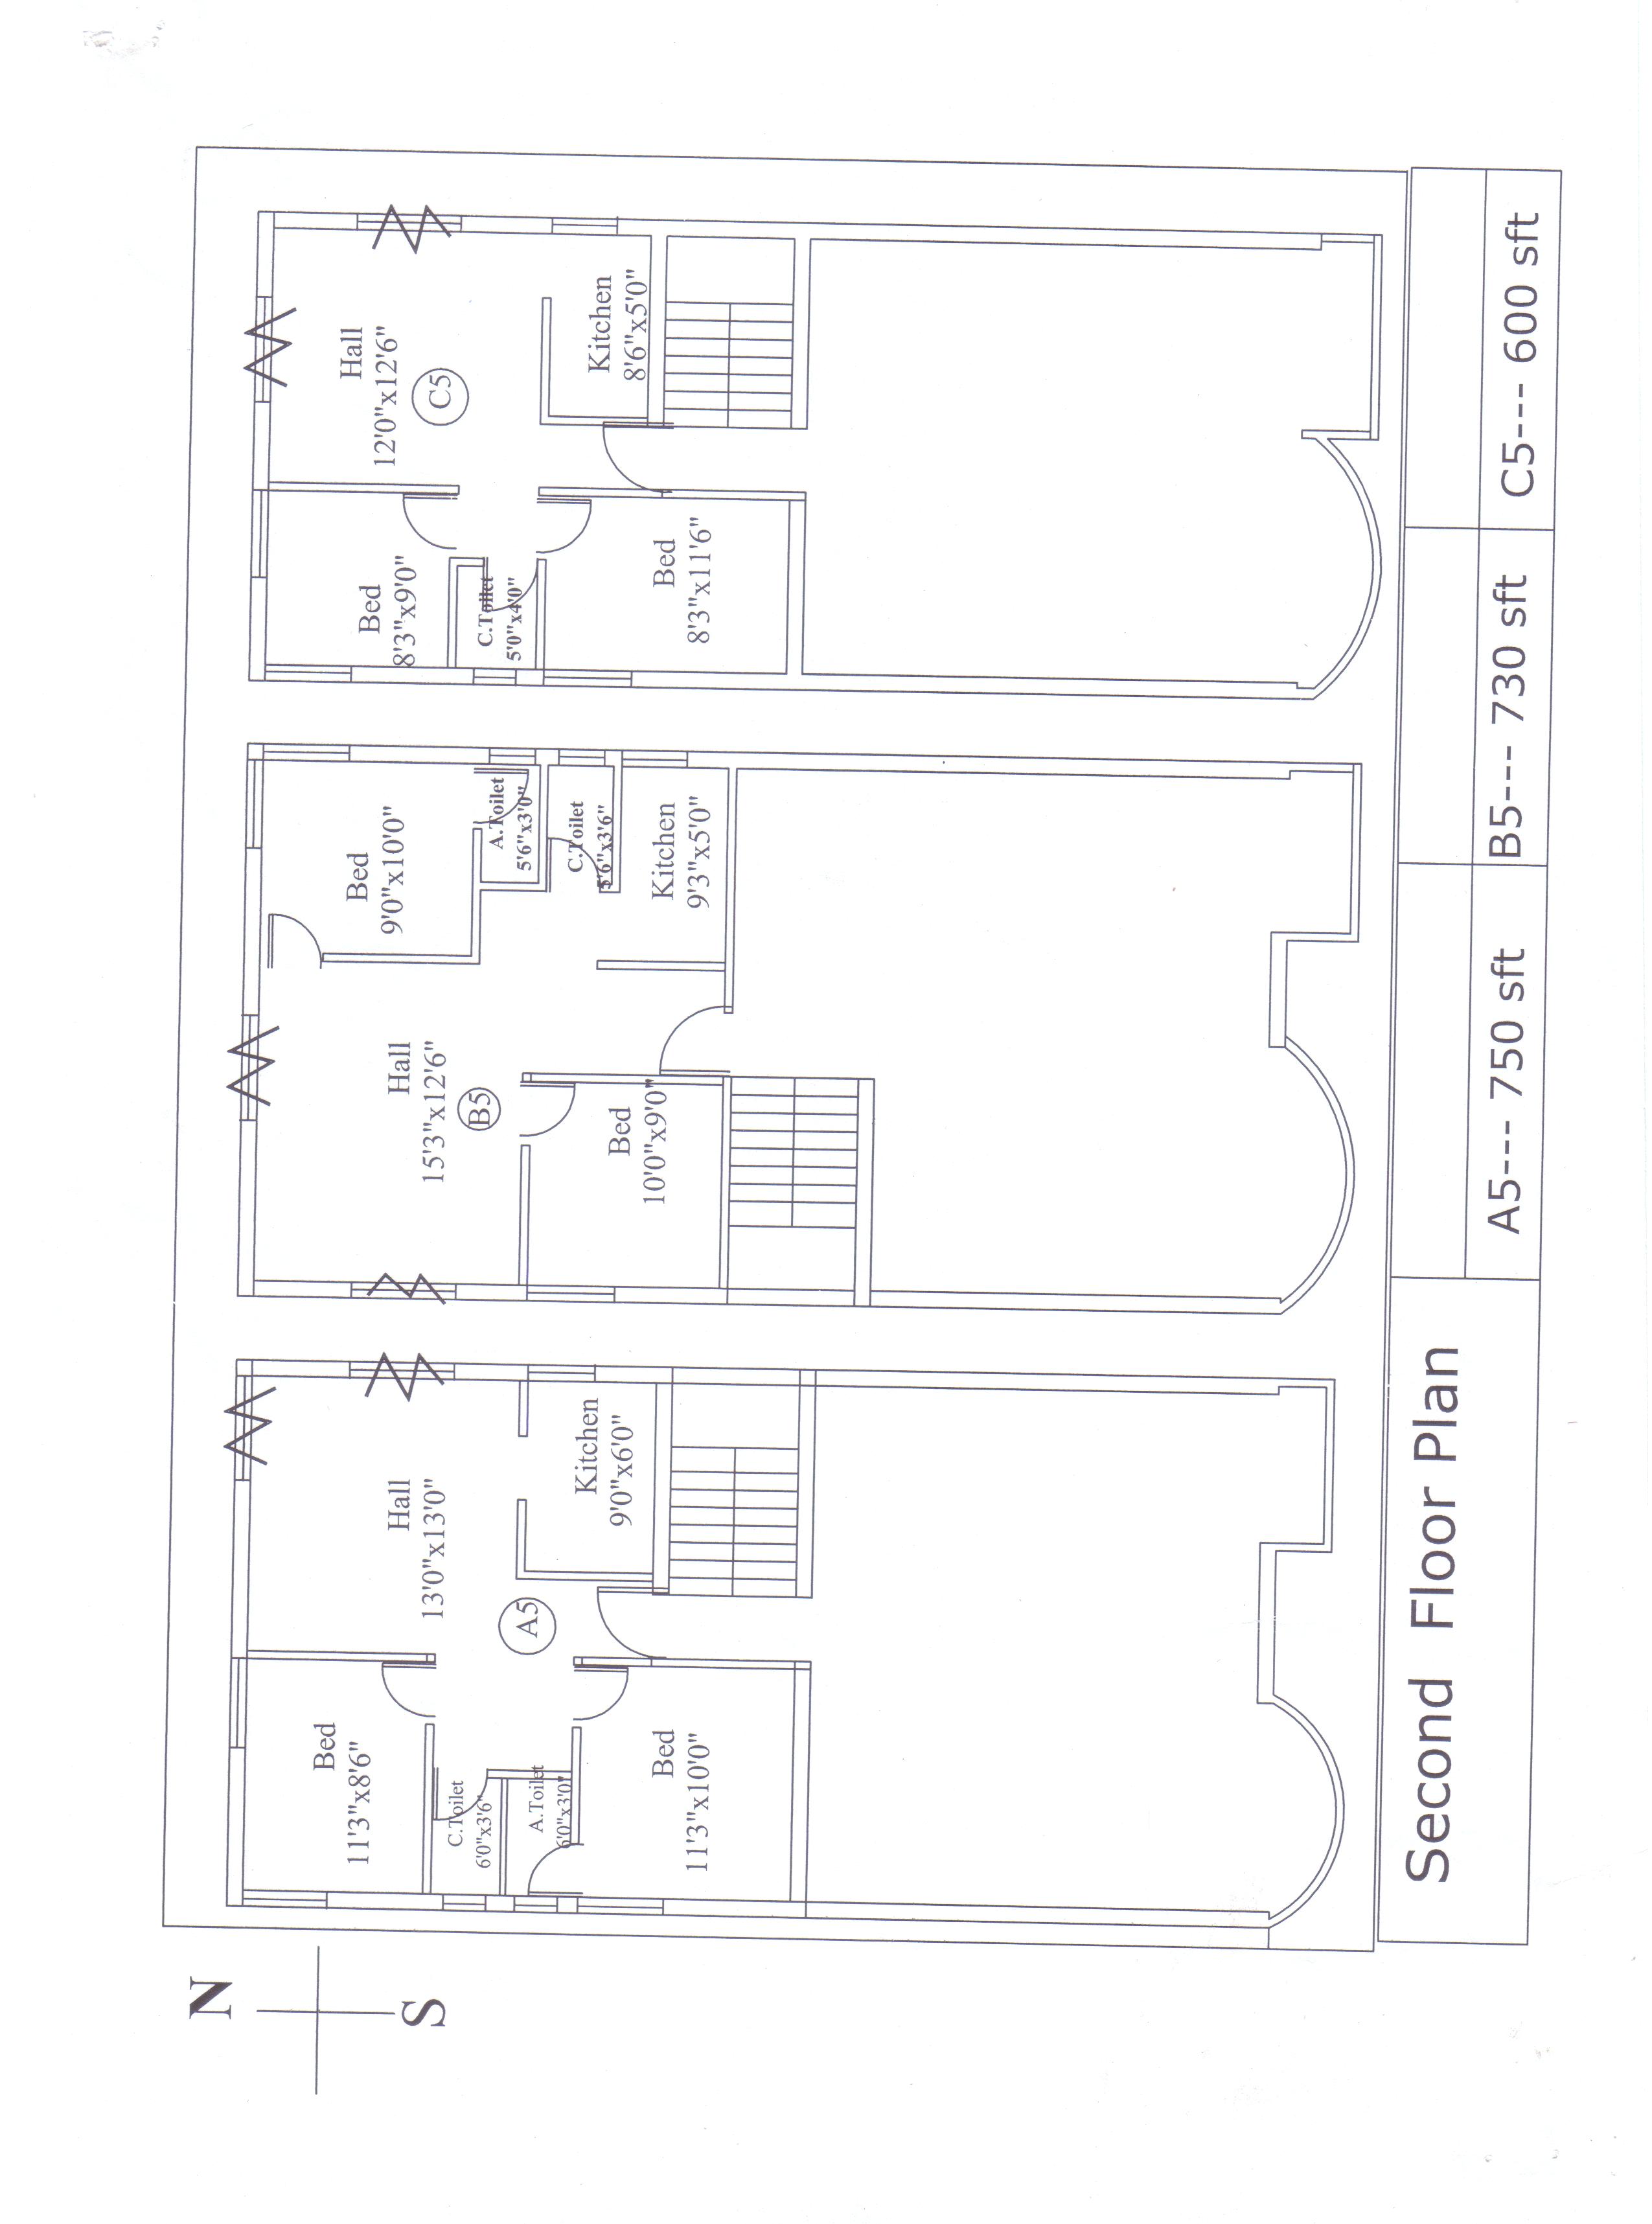 N
S
Bed
11'3"x8'6"
C.Toilet
6'0"x3'6"
A.Toilet
6'0"x3'0"
Bed
11'3"x10'0"
Hall
13'0"x13'0"
A5
Kitchen
9'0"x6'0"
Hall
15'3"x12'6"
B5
Bed
10'0"x9'0"
Bed
9'0"x10'0"
A.Toilet
5'6"x3'0"
C.Toilet
5'6"x3'6"
Kitchen
9'3"x5'0"
Bed
8'3"x9'0"
C.Toilet
5'0"x4'0"
Bed
8'3"x11'6"
Hall
12'0"x12'6"
C5
Kitchen
8'6"x5'0"
Second Floor Plan
A5--- 750 sft
B5--- 730 sft
C5--- 600 sft